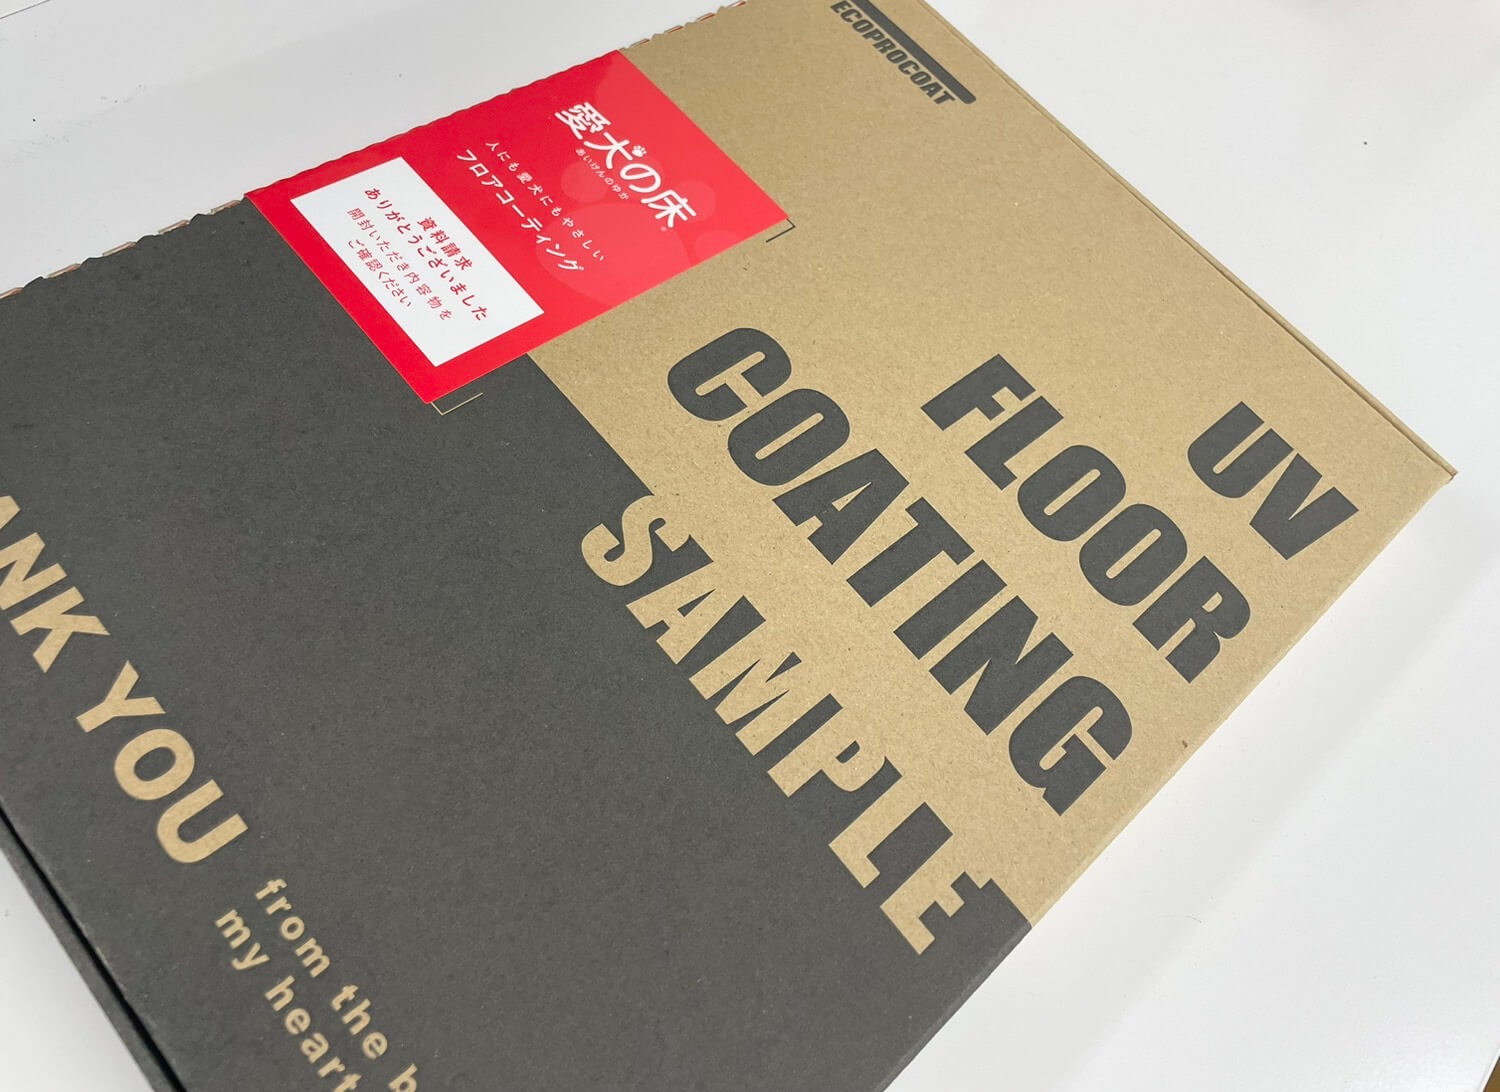 ECOPROCOAT
愛犬の床
あいけんのゆか
人にも愛犬にもやさしい
フロアコーティング
資料請求
ありがとうございました
開封いただき内容物を
ご確認ください
UV
FLOOR
COATING
SAMPLE
ANK YOU
from the b
my heart